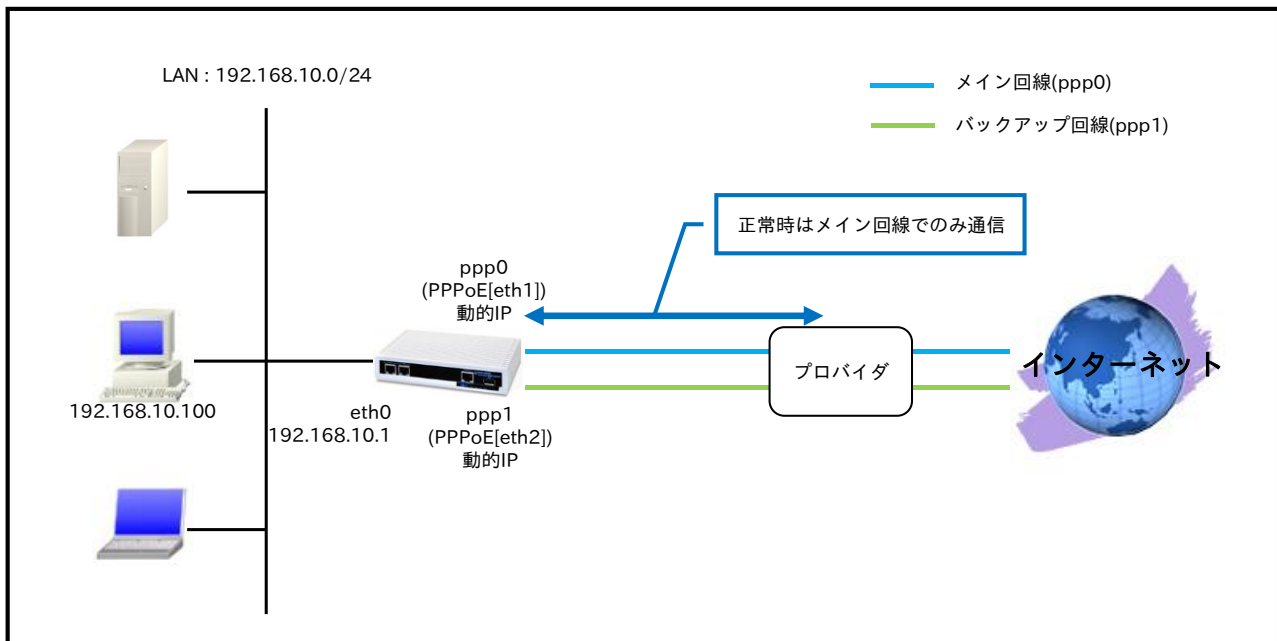 LAN : 192.168.10.0/24
メイン回線(ppp0)
バックアップ回線(ppp1)
正常時はメイン回線でのみ通信
ppp0
(PPPoE[eth1])
動的IP
プロバイダ
インターネット
192.168.10.100
eth0
192.168.10.1
ppp1
(PPPoE[eth2])
動的IP